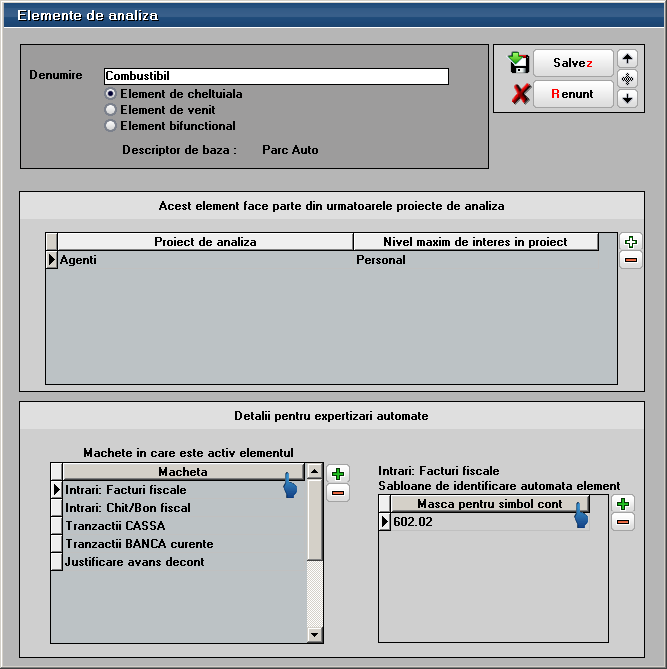 Elemente de analiza
Denumire
Combustibil
Element de cheltuiala
Element de venit
Element bifunctional
Descriptor de baza : Parc Auto
Salvez
Renunt
Acest element face parte din urmatoarele proiecte de analiza
Proiect de analiza Nivel maxim de interes in proiect
Agenti Personal
Detalii pentru expertizari automate
Machete in care este activ elementul
Macheta
Intrari: Facturi fiscale
Intrari: Chit/Bon fiscal
Tranzactii CASSA
Tranzactii BANCA curente
Justificare avans decont
Intrari: Facturi fiscale
Sabloane de identificare automata element
Masca pentru simbol cont
602.02